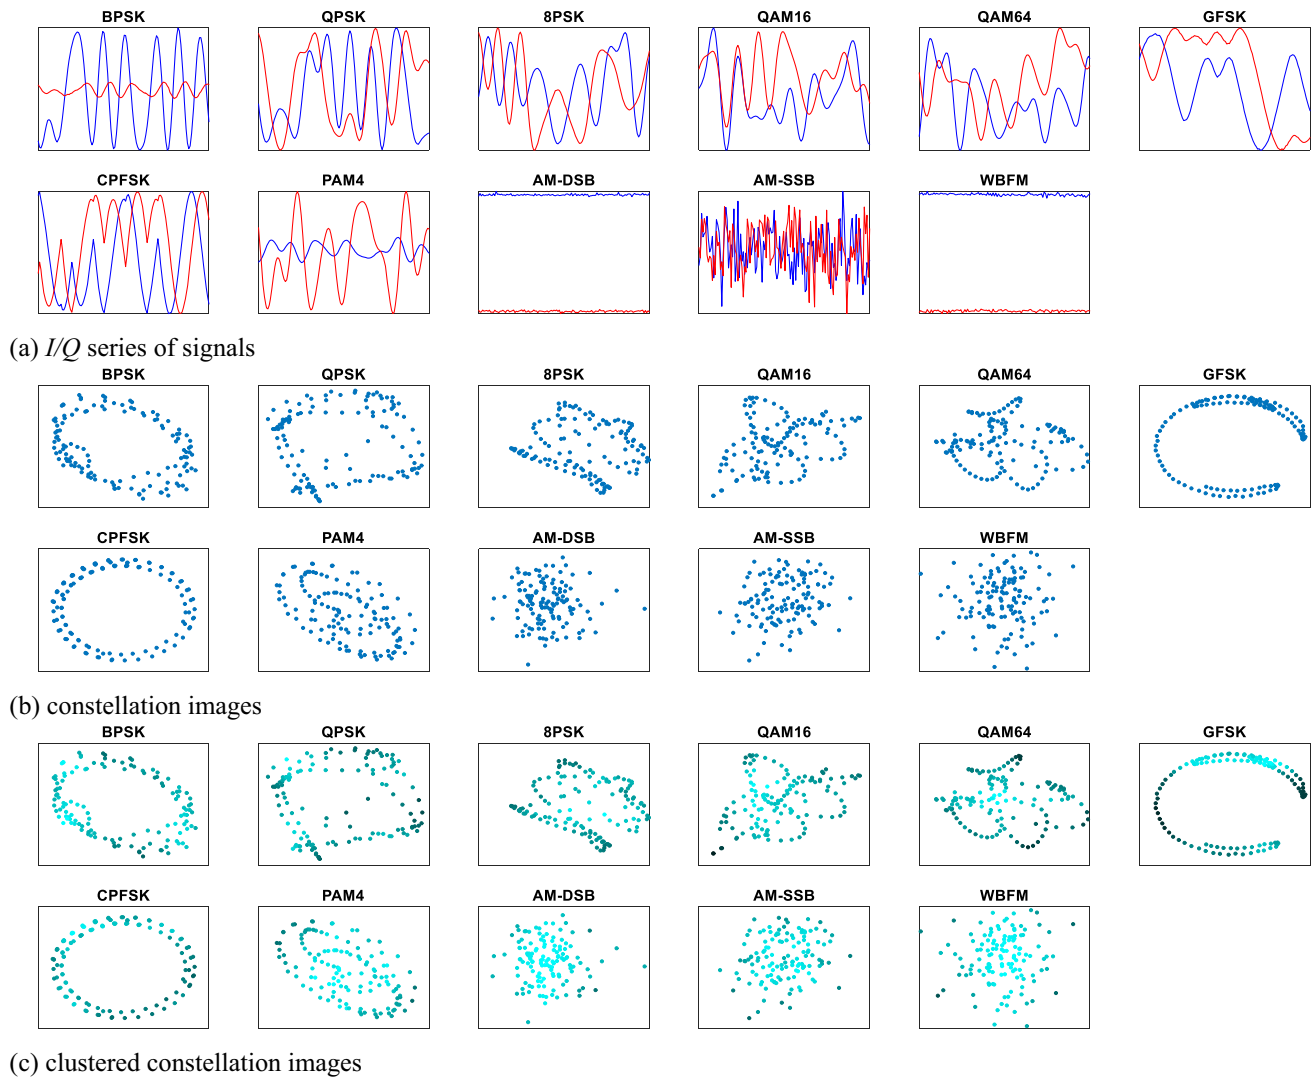 BPSK QPSK 8PSK QAM16 QAM64 GFSK
CPFSK PAM4 AM-DSB AM-SSB WBFM
(a) I/Q series of signals
BPSK QPSK 8PSK QAM16 QAM64 GFSK
CPFSK PAM4 AM-DSB AM-SSB WBFM
(b) constellation images
BPSK QPSK 8PSK QAM16 QAM64 GFSK
CPFSK PAM4 AM-DSB AM-SSB WBFM
(c) clustered constellation images